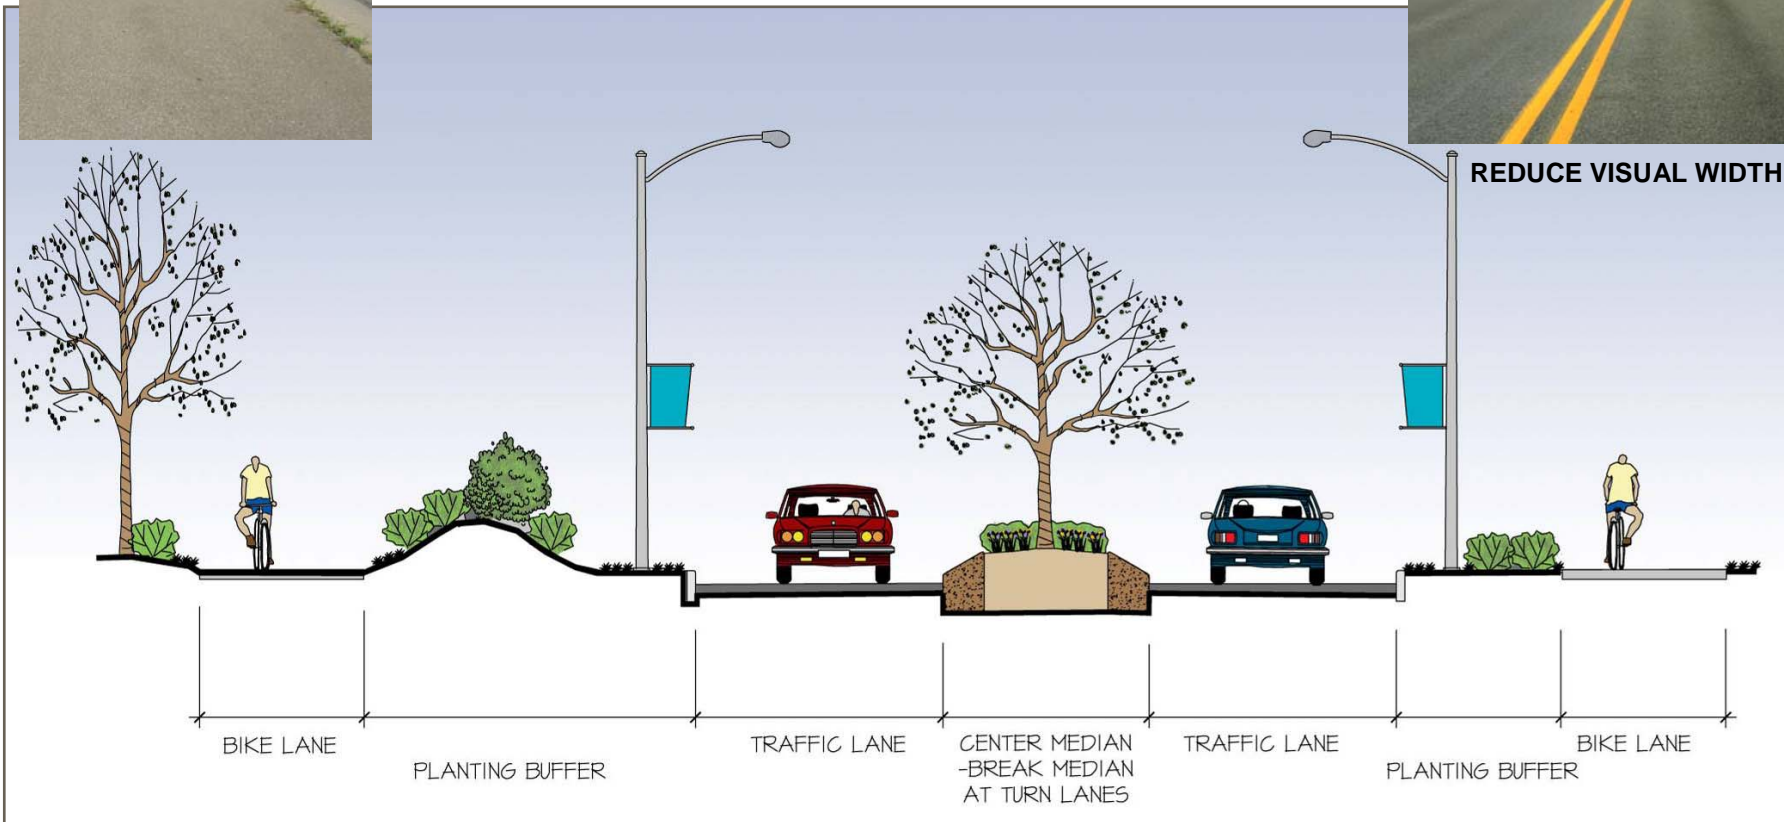 REDUCE VISUAL WIDTH
BIKE LANE
PLANTING BUFFER
TRAFFIC LANE
CENTER MEDIAN
-BREAK MEDIAN
AT TURN LANES
TRAFFIC LANE
PLANTING BUFFER
BIKE LANE